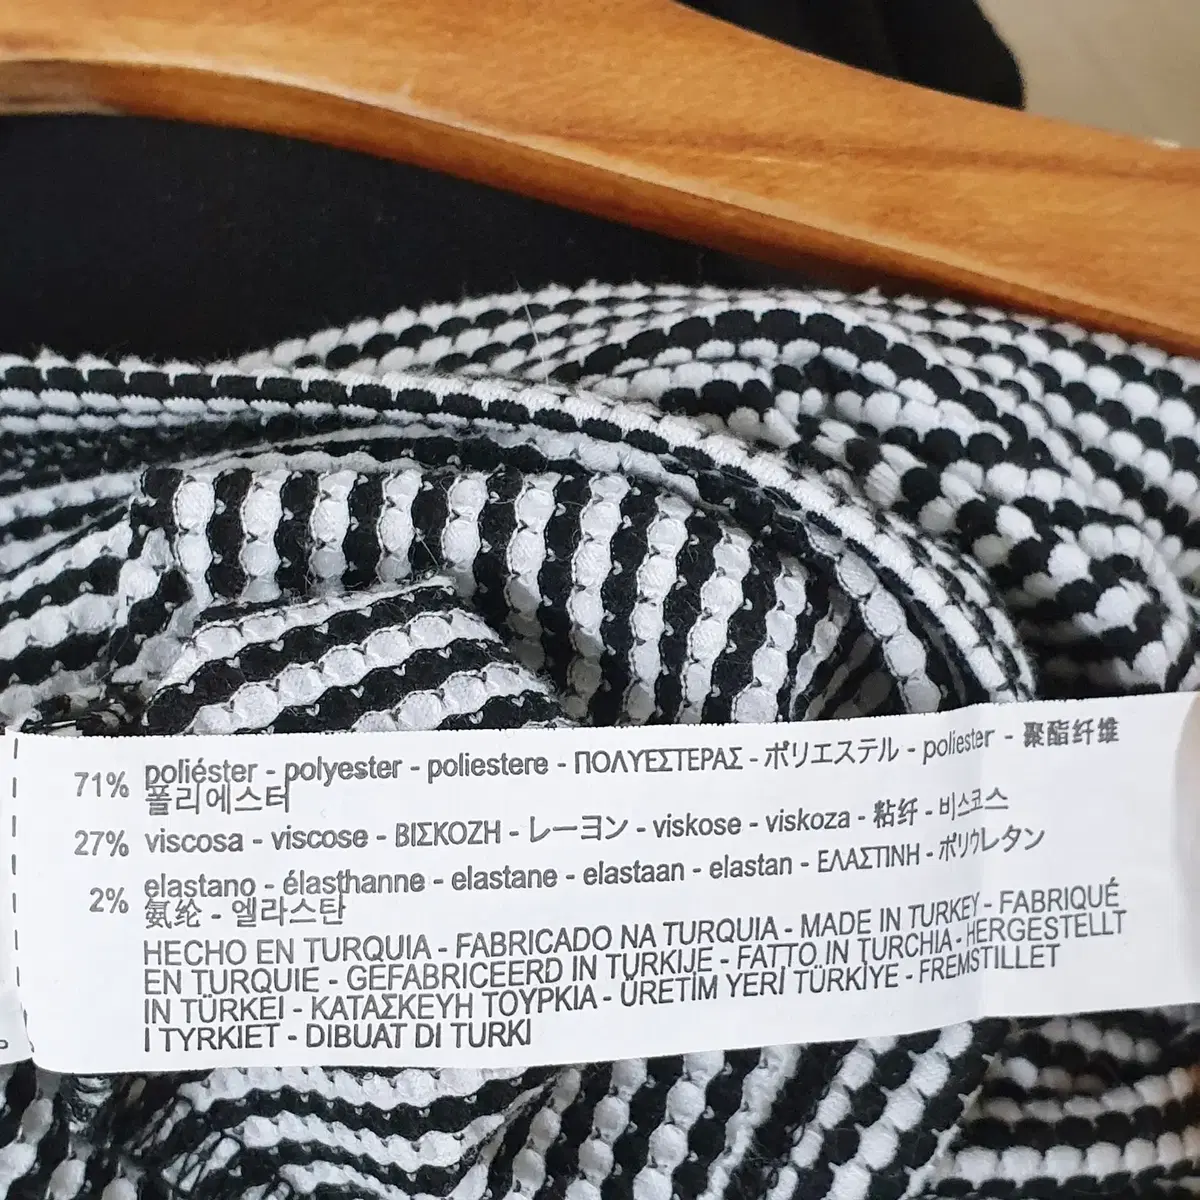 71% poliéster - polyester - poliestere - ΠΟΛΥΕΣΤΕΡΑΣ - ポリエステル - poliester - 聚酯纤维
폴리에스터
27% viscosa - viscose - ΒΙΣΚΟΖΗ - レーヨン - viskose - viskoza - 粘纤 - 비스코스
2% elastano - élasthanne - elastane - elastaan - elastan - ΕΛΑΣΤΙΝΗ - ポリウレタン
氨纶 - 엘라스탄
HECHO EN TURQUIA - FABRICADO NA TURQUIA - MADE IN TURKEY - FABRIQUÉ
EN TURQUIE - GEFABRICEERD IN TURKIJE - FATTO IN TURCHIA - HERGESTELLT
IN TÜRKEI - ΚΑΤΑΣΚΕΥΗ ΤΟΥΡΚΙΑ - ÜRETİM YERİ TÜRKİYE - FREMSTILLET
I TYRKIET - DIBUAT DI TURKI